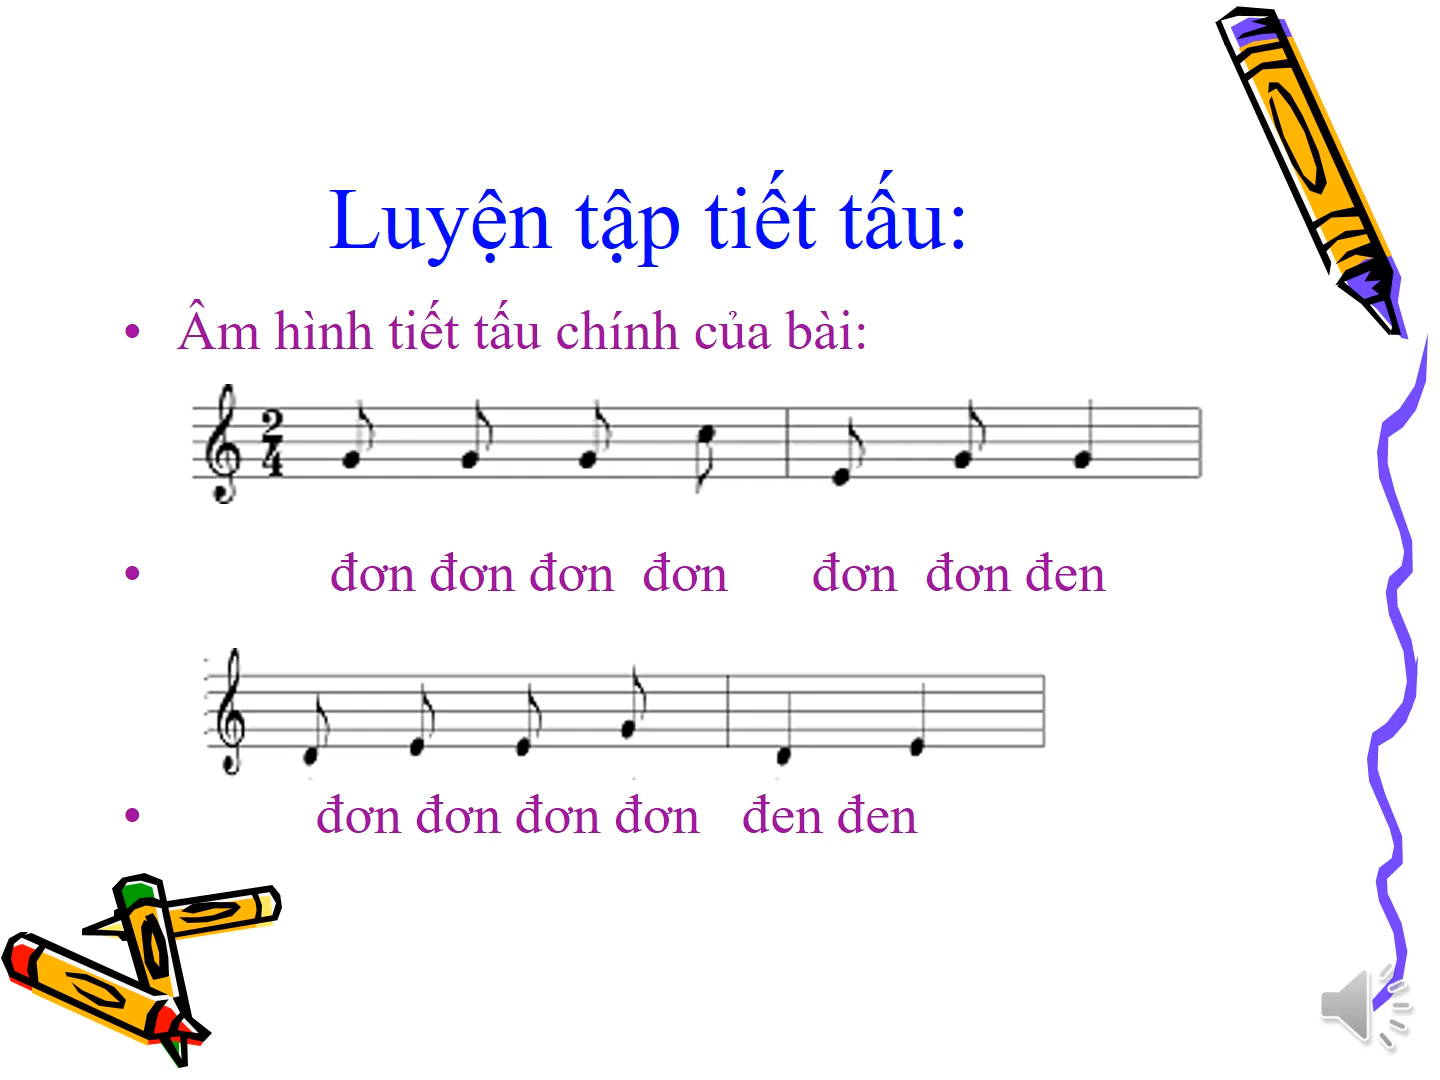 Luyện tập tiết tấu:
• Âm hình tiết tấu chính của bài:
2
4
• đơn đơn đơn đơn đơn đơn đen
• đơn đơn đơn đơn đen đen